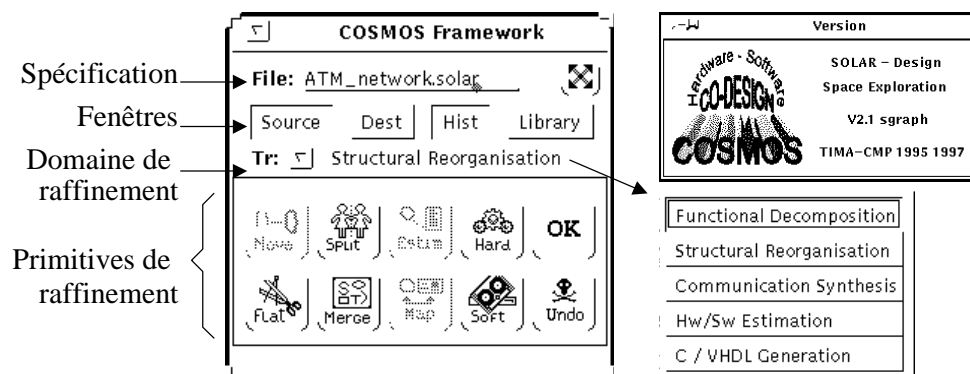 COSMOS Framework
Spécification
File: ATM_network.solar
Fenêtres
Source Dest Hist Library
Domaine de raffinement
Tr: Structural Reorganisation
Primitives de raffinement
Move Split Estim Hard OK
Flat Merge Map Soft Undo
Version
Hardware - Software
CO-DESIGN
COSMOS
SOLAR - Design
Space Exploration
V2.1 sgraph
TIMA-CMP 1995 1997
Functional Decomposition
Structural Reorganisation
Communication Synthesis
Hw/Sw Estimation
C / VHDL Generation